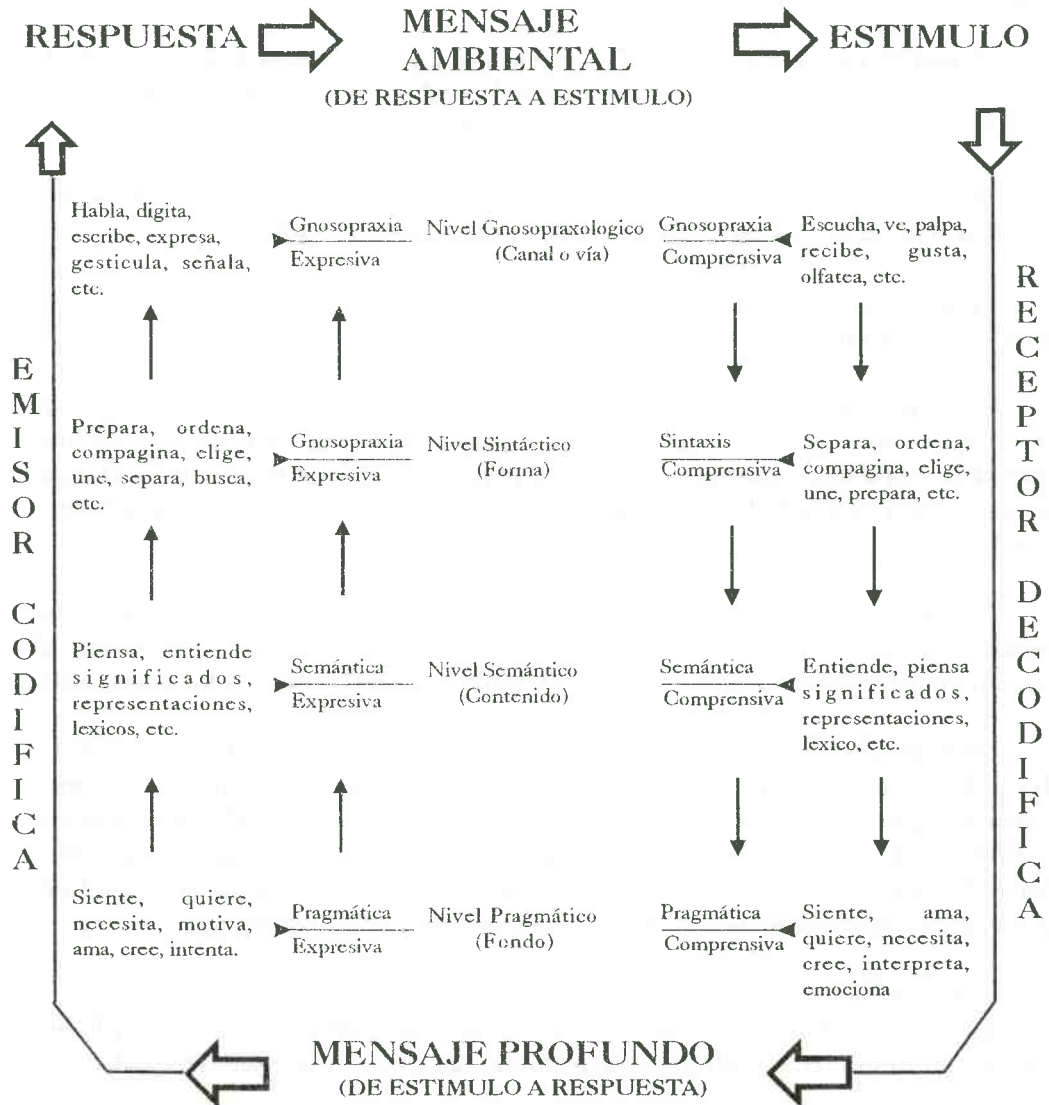 RESPUESTA
MENSAJE
AMBIENTAL
(DE RESPUESTA A ESTIMULO)
ESTIMULO
EMISOR CODIFICA
Habla, digita,
escribe, expresa,
gesticula, señala,
etc.
Gnosopraxia
Expresiva
Nivel Gnosopraxologico
(Canal o vía)
Gnosopraxia
Comprensiva
Escucha, ve, palpa,
recibe, gusta,
olfatea, etc.
Prepara, ordena,
compagina, elige,
une, separa, busca,
etc.
Gnosopraxia
Expresiva
Nivel Sintáctico
(Forma)
Sintaxis
Comprensiva
Separa, ordena,
compagina, elige,
une, prepara, etc.
Piensa, entiende
significados,
representaciones,
lexicos, etc.
Semántica
Expresiva
Nivel Semántico
(Contenido)
Semántica
Comprensiva
Entiende, piensa
significados,
representaciones,
lexico, etc.
Siente, quiere,
necesita, motiva,
ama, cree, intenta.
Pragmática
Expresiva
Nivel Pragmático
(Fondo)
Pragmática
Comprensiva
Siente, ama,
quiere, necesita,
cree, interpreta,
emociona
RECEPTOR DECODIFICA
MENSAJE PROFUNDO
(DE ESTIMULO A RESPUESTA)